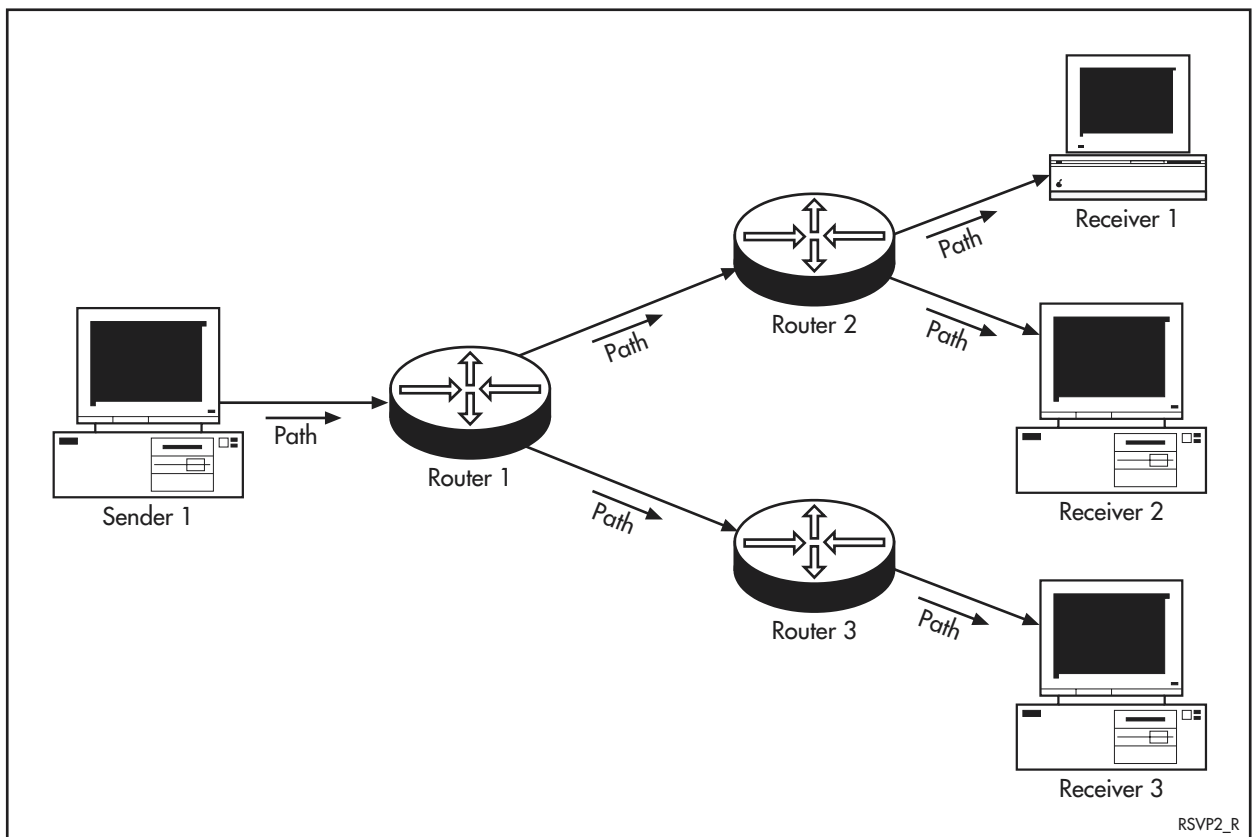 Receiver 1
Path
Router 2
Path
Path
Receiver 2
Path
Router 1
Sender 1
Path
Router 3
Path
Receiver 3
RSVP2_R